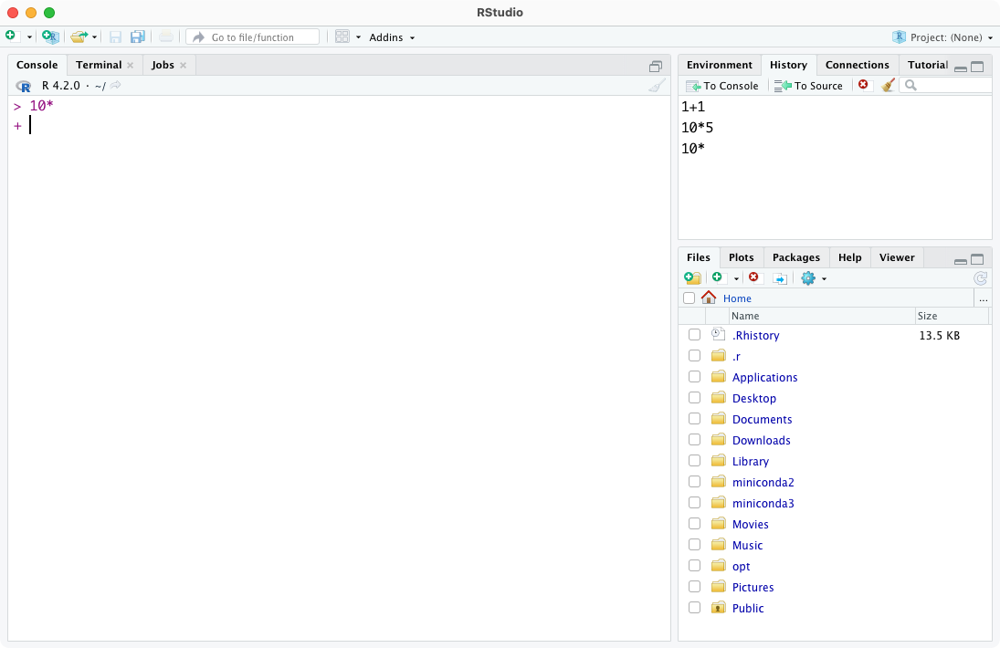 RStudio
Go to file/function
Addins
Project: (None)
Console Terminal Jobs
R 4.2.0 · ~/
> 10*
+
Environment History Connections Tutorial
To Console To Source
1+1
10*5
10*
Files Plots Packages Help Viewer
Home ...
Name Size
.Rhistory 13.5 KB
.r
Applications
Desktop
Documents
Downloads
Library
miniconda2
miniconda3
Movies
Music
opt
Pictures
Public